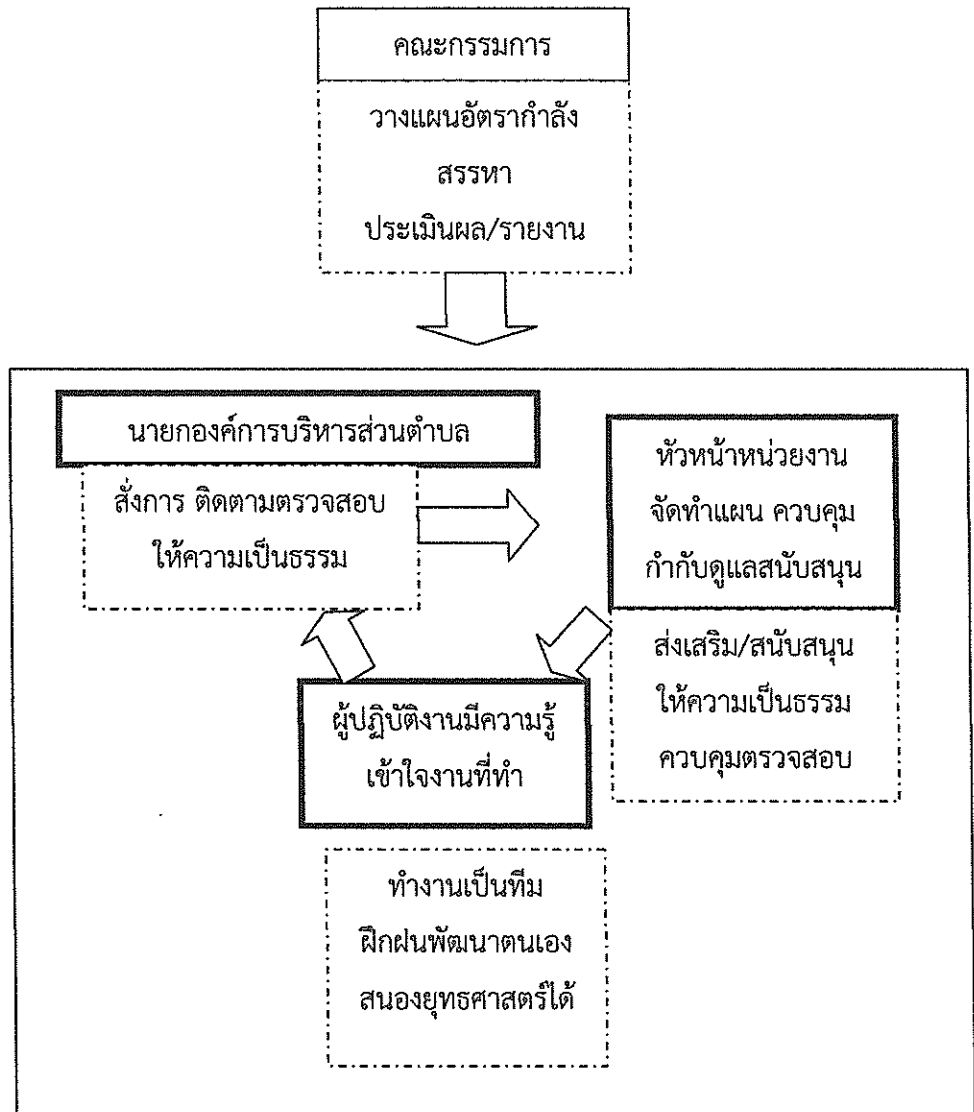 คณะกรรมการ
วางแผนอัตรากำลัง
สรรหา
ประเมินผล/รายงาน
นายกองค์การบริหารส่วนตำบล
สั่งการ ติดตามตรวจสอบ
ให้ความเป็นธรรม
หัวหน้าหน่วยงาน
จัดทำแผน ควบคุม
กำกับดูแลสนับสนุน
ส่งเสริม/สนับสนุน
ให้ความเป็นธรรม
ควบคุมตรวจสอบ
ผู้ปฏิบัติงานมีความรู้
เข้าใจงานที่ทำ
ทำงานเป็นทีม
ฝึกฝนพัฒนาตนเอง
สนองยุทธศาสตร์ได้